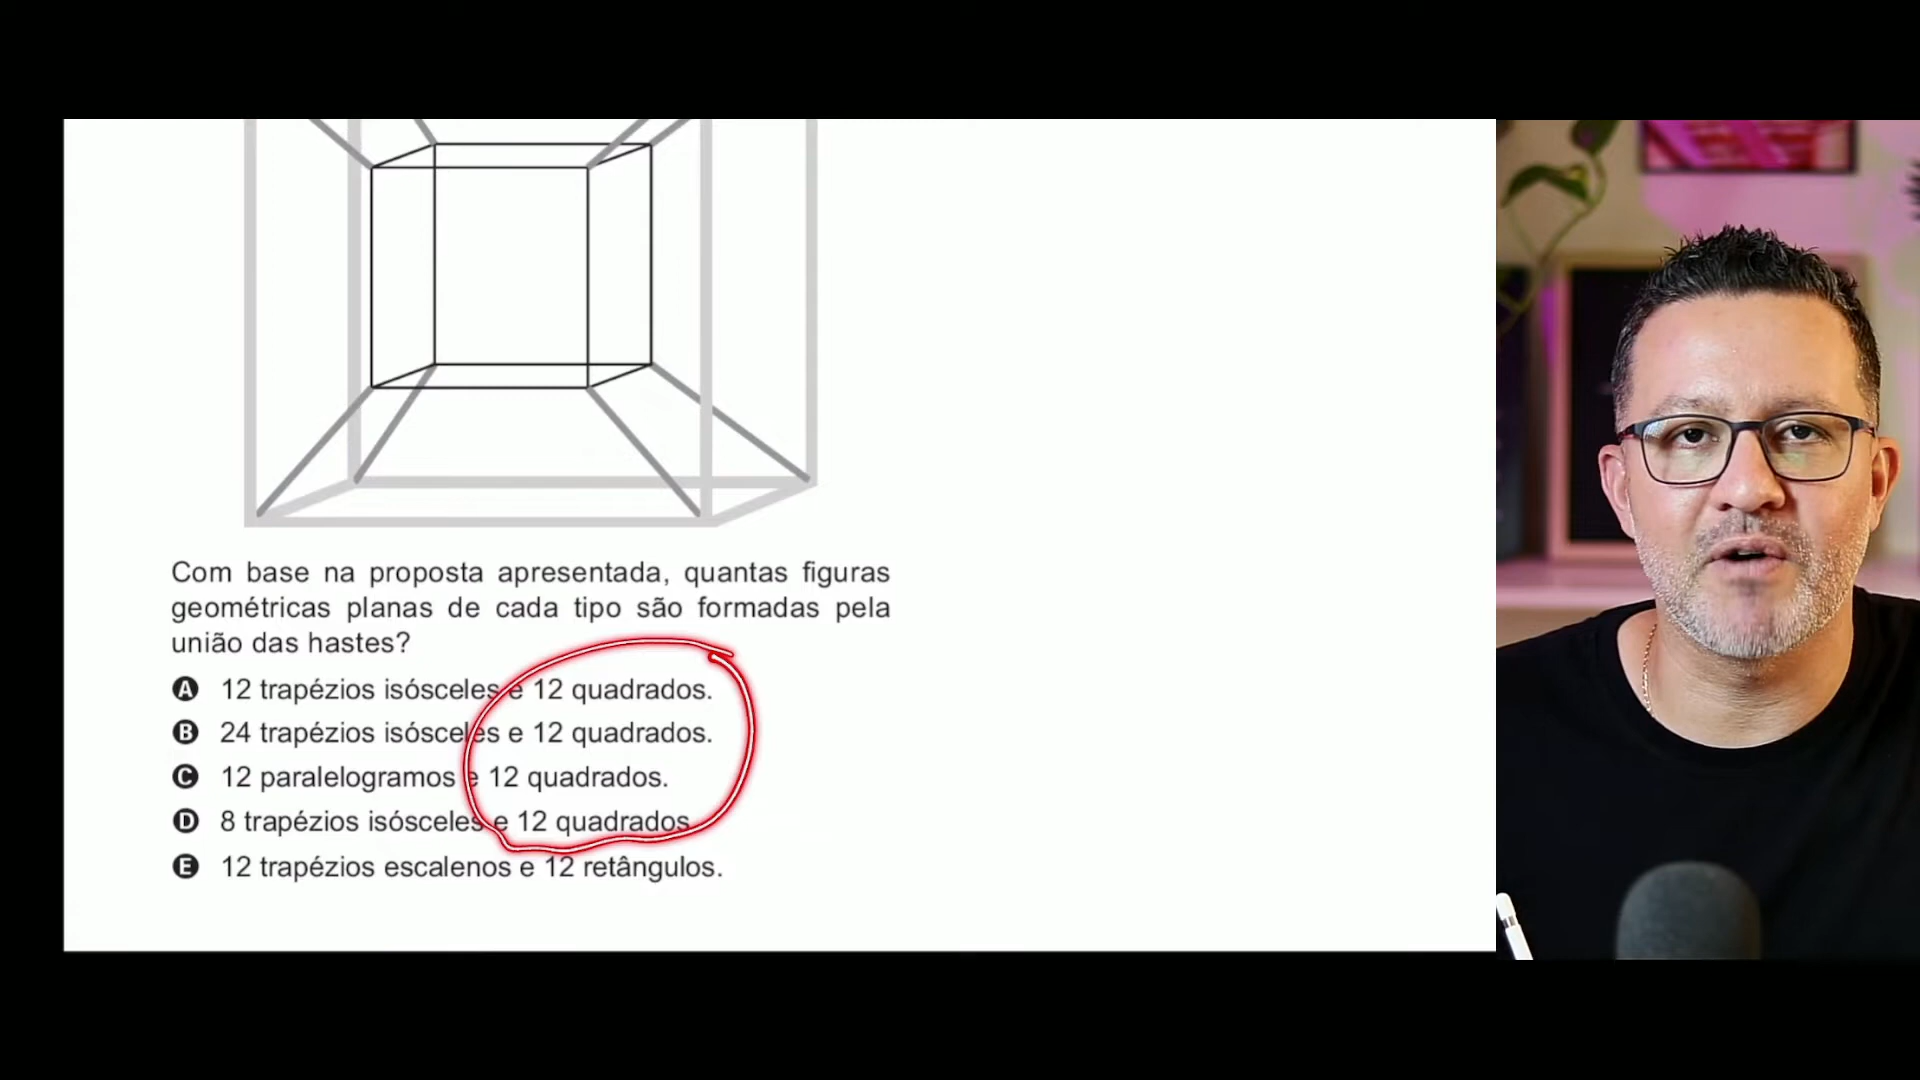 Com base na proposta apresentada, quantas figuras
geométricas planas de cada tipo são formadas pela
união das hastes?
A 12 trapézios isósceles e 12 quadrados.
B 24 trapézios isósceles e 12 quadrados.
C 12 paralelogramos e 12 quadrados.
D 8 trapézios isósceles e 12 quadrados.
E 12 trapézios escalenos e 12 retângulos.